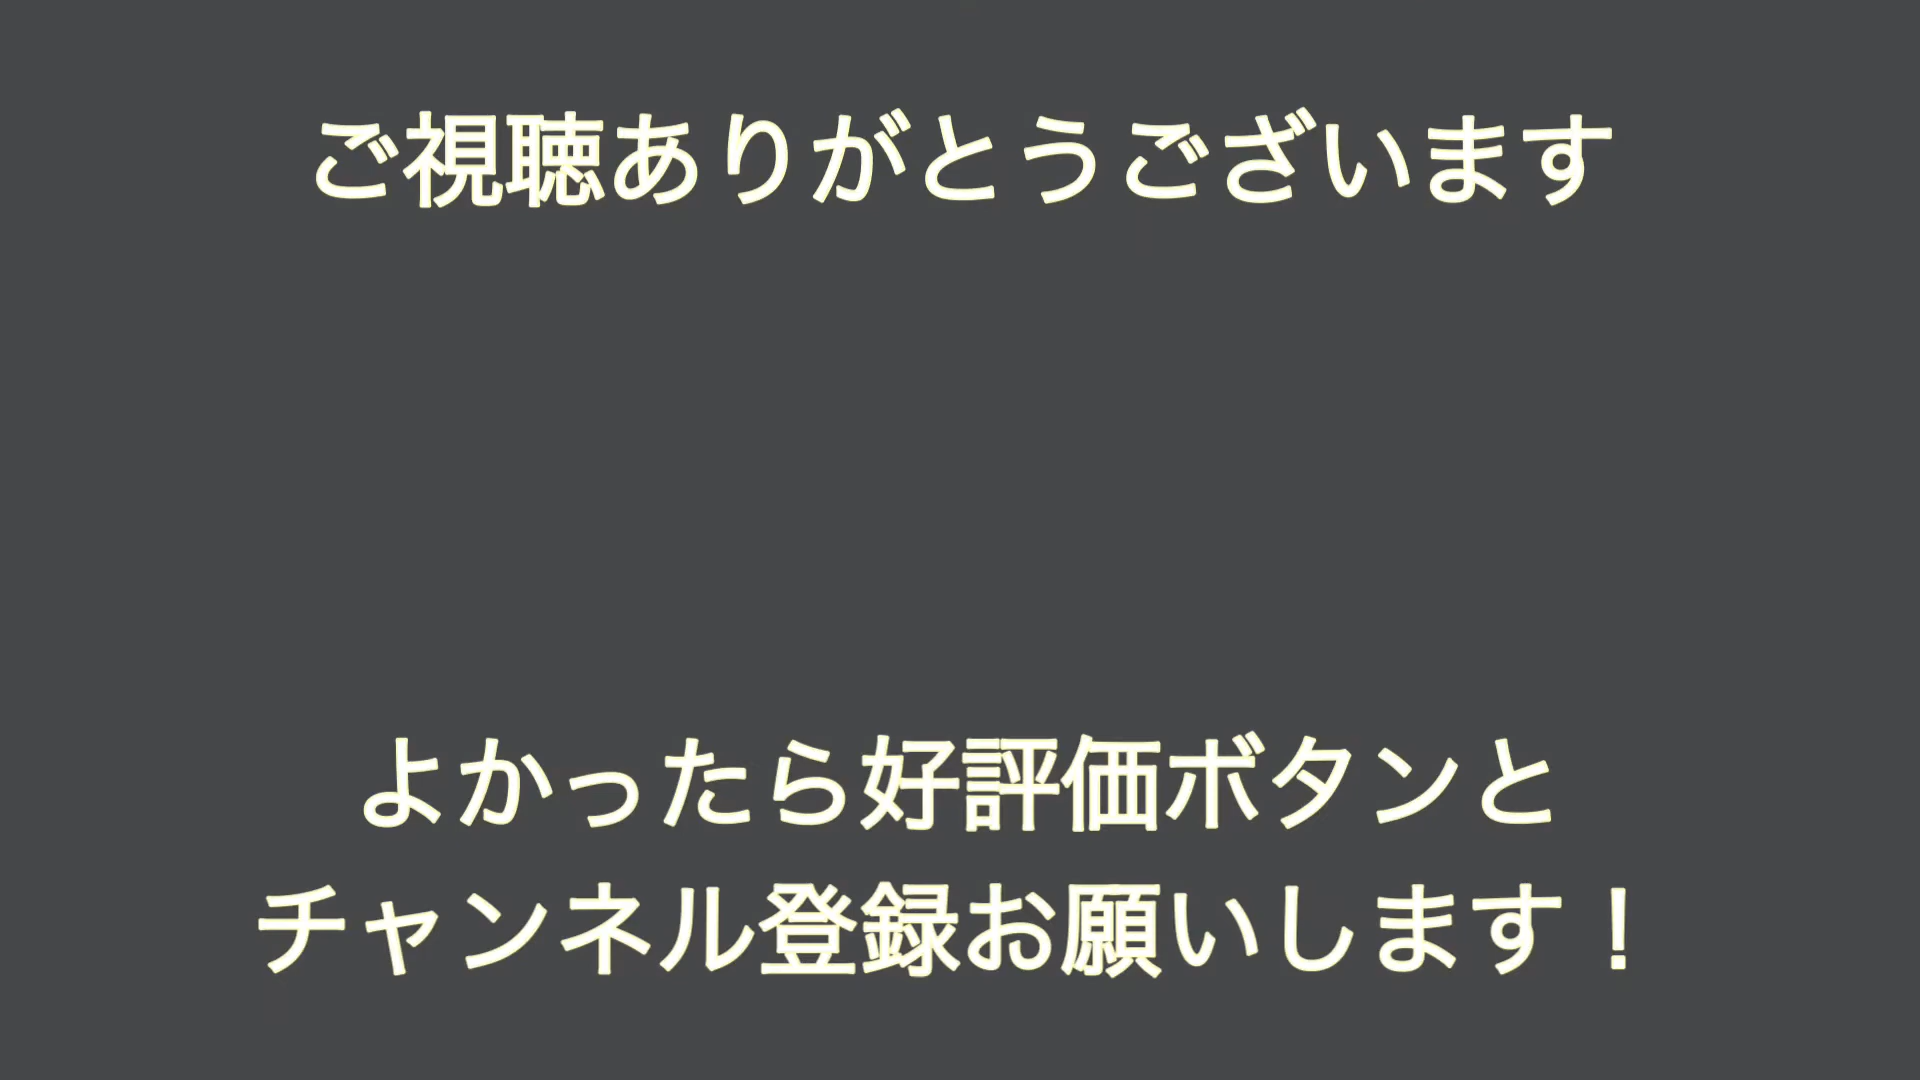 ご視聴ありがとうございます
よかったら好評価ボタンと
チャンネル登録お願いします！